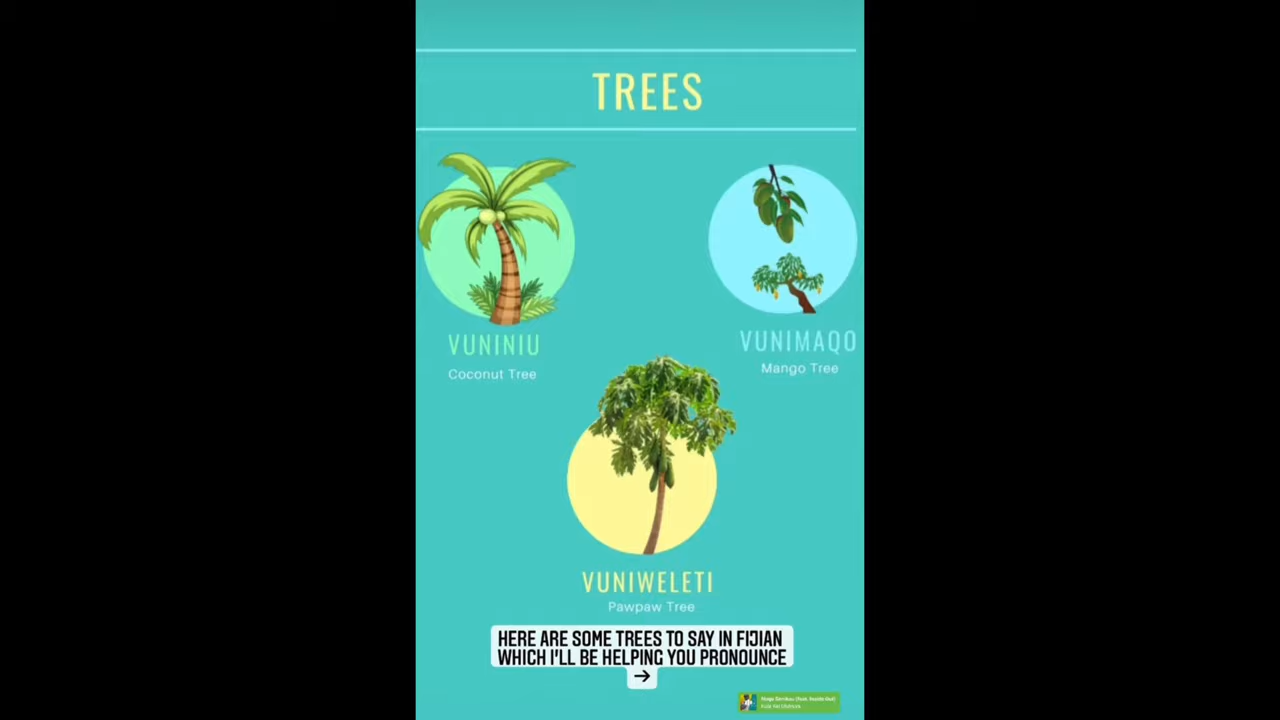 TREES
VUNINIU
Coconut Tree
VUNIMAQO
Mango Tree
VUNIWELETI
Pawpaw Tree
HERE ARE SOME TREES TO SAY IN FIJIAN
WHICH I'LL BE HELPING YOU PRONOUNCE
→